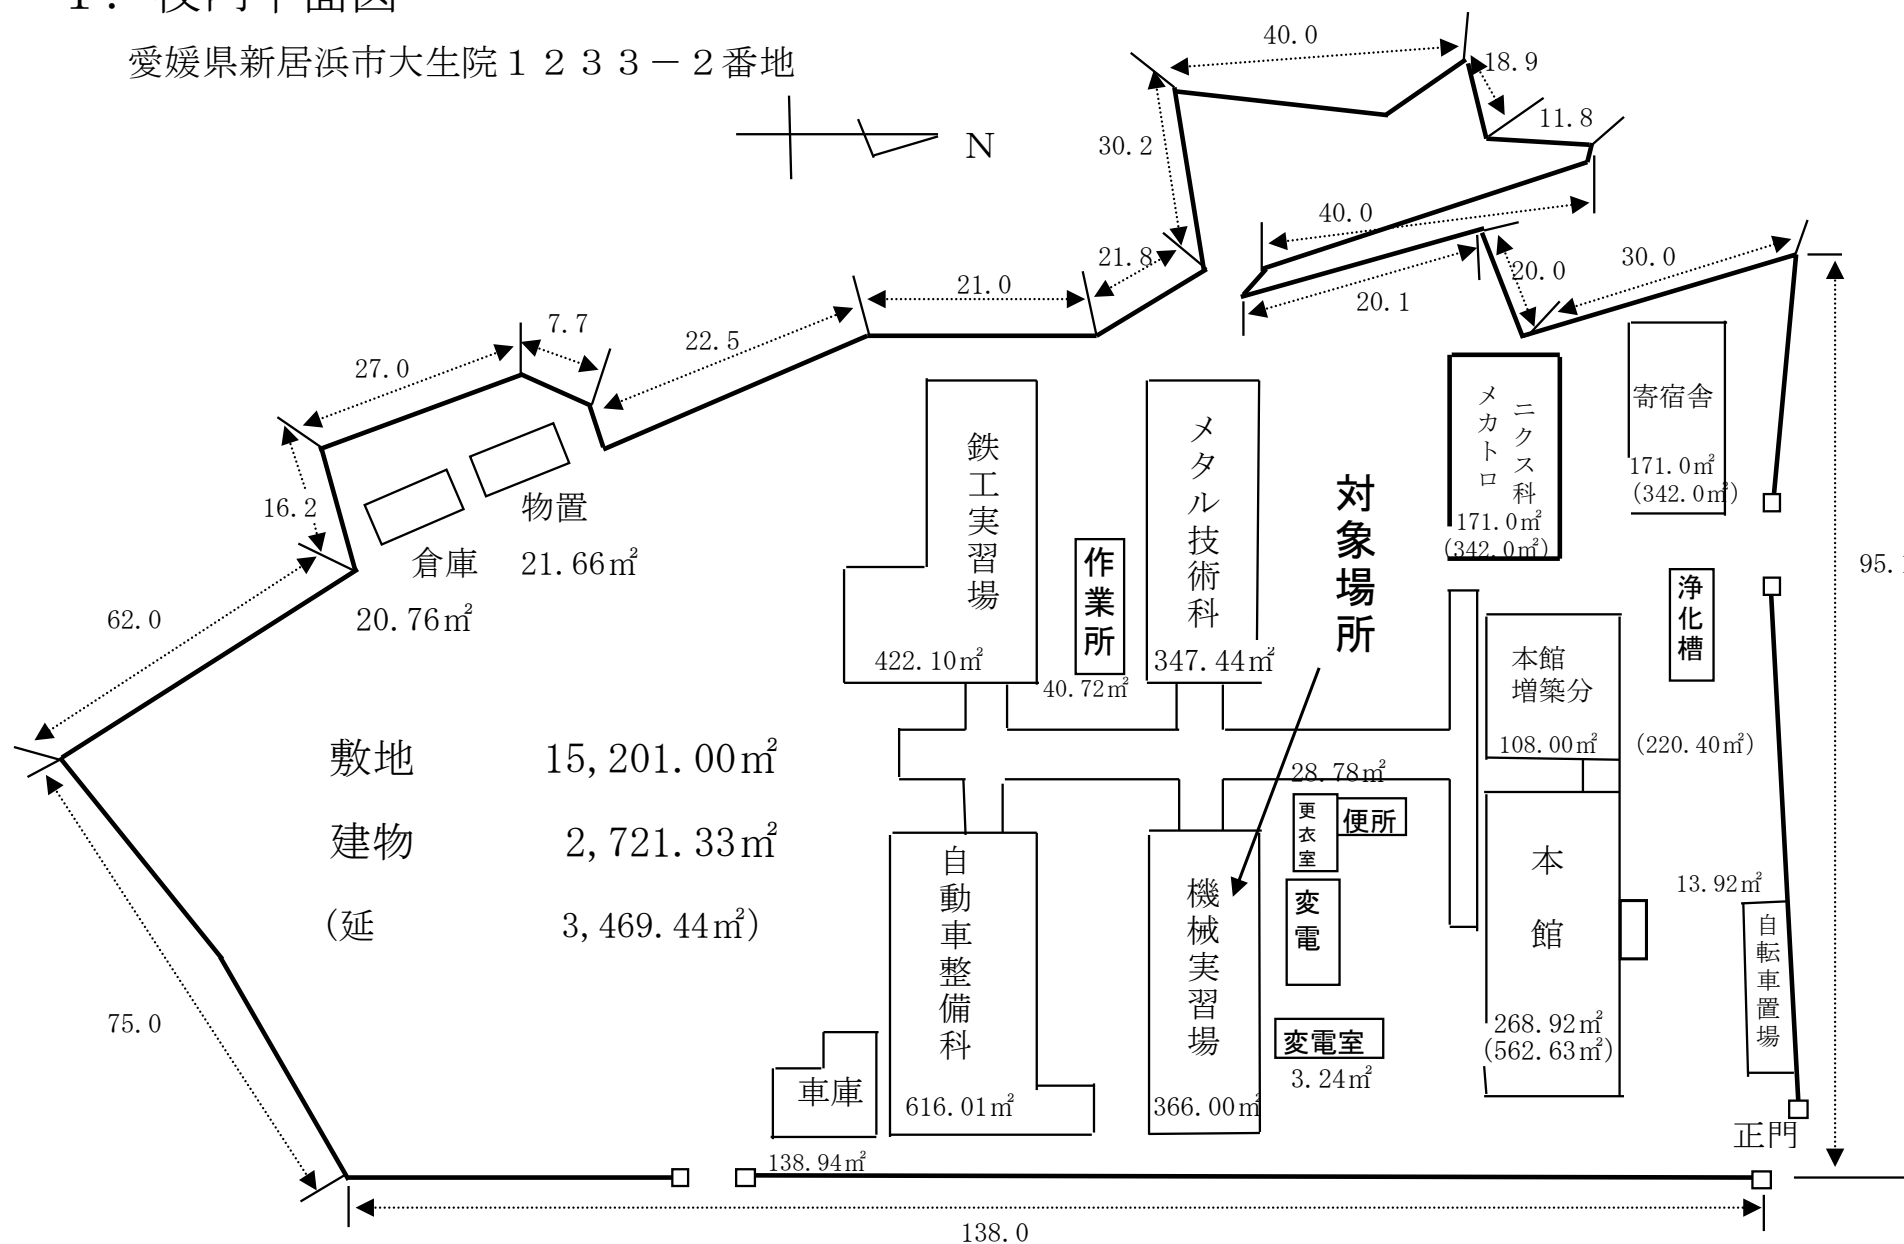 １．校内平面図
愛媛県新居浜市大生院１２３３－２番地
N
40.0
18.9
11.8
30.2
40.0
21.8
21.0
20.1
20.0
30.0
7.7
22.5
27.0
16.2
62.0
75.0
138.0
物置
21.66㎡
倉庫
20.76㎡
鉄工実習場
422.10㎡
作業所
40.72㎡
メタル技術科
347.44㎡
対象場所
メカトロ
ニクス科
171.0㎡
(342.0㎡)
寄宿舎
171.0㎡
(342.0㎡)
浄化槽
本館
増築分
108.00㎡
(220.40㎡)
敷地 15,201.00㎡
建物 2,721.33㎡
(延 3,469.44㎡)
28.78㎡
更衣室
便所
変電
変電室
3.24㎡
自動車整備科
616.01㎡
機械実習場
366.00㎡
本館
268.92㎡
(562.63㎡)
13.92㎡
自転車置場
車庫
138.94㎡
正門